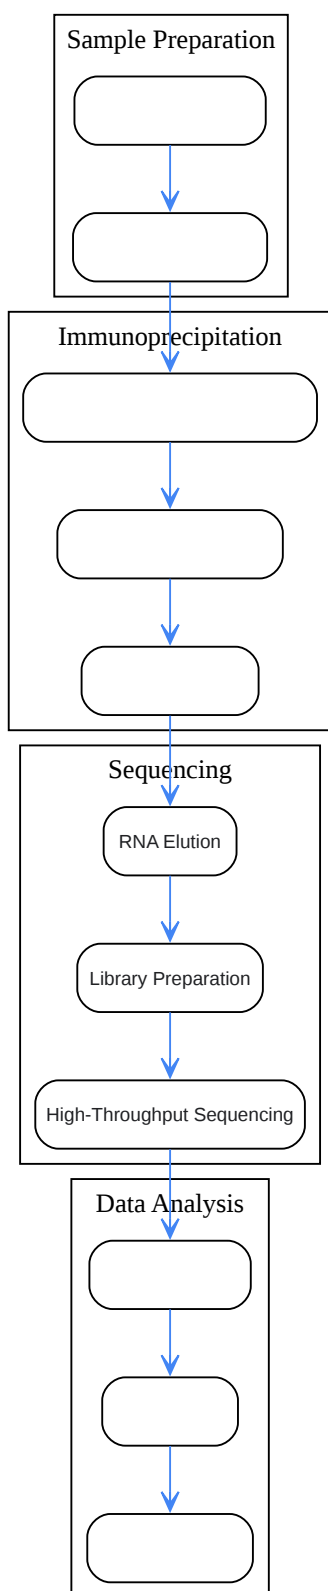 Sample Preparation
Immunoprecipitation
Sequencing
RNA Elution
Library Preparation
High-Throughput Sequencing
Data Analysis